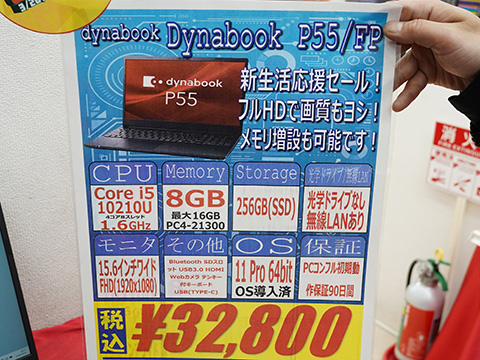 dynabook Dynabook P55/FP
dynabook
P55
新生活応援セール！
フルHDで画質もヨシ！
メモリ増設も可能です！
CPU
Core i5
10210U
4コア8スレッド
1.6GHz
Memory
8GB
最大16GB
PC4-21300
Storage
256GB(SSD)
光学ドライブ/無線LAN
光学ドライブなし
無線LANあり
モニタ
15.6インチワイド
FHD(1920x1080)
その他
Bluetooth SDスロ
ット USB3.0 HDMI
Webカメラ テンキー
付キーボード
USB(TYPE-C)
OS
11 Pro 64bit
OS導入済
保証
PCコンフル初期動
作保証90日間
税込
¥32,800
消火